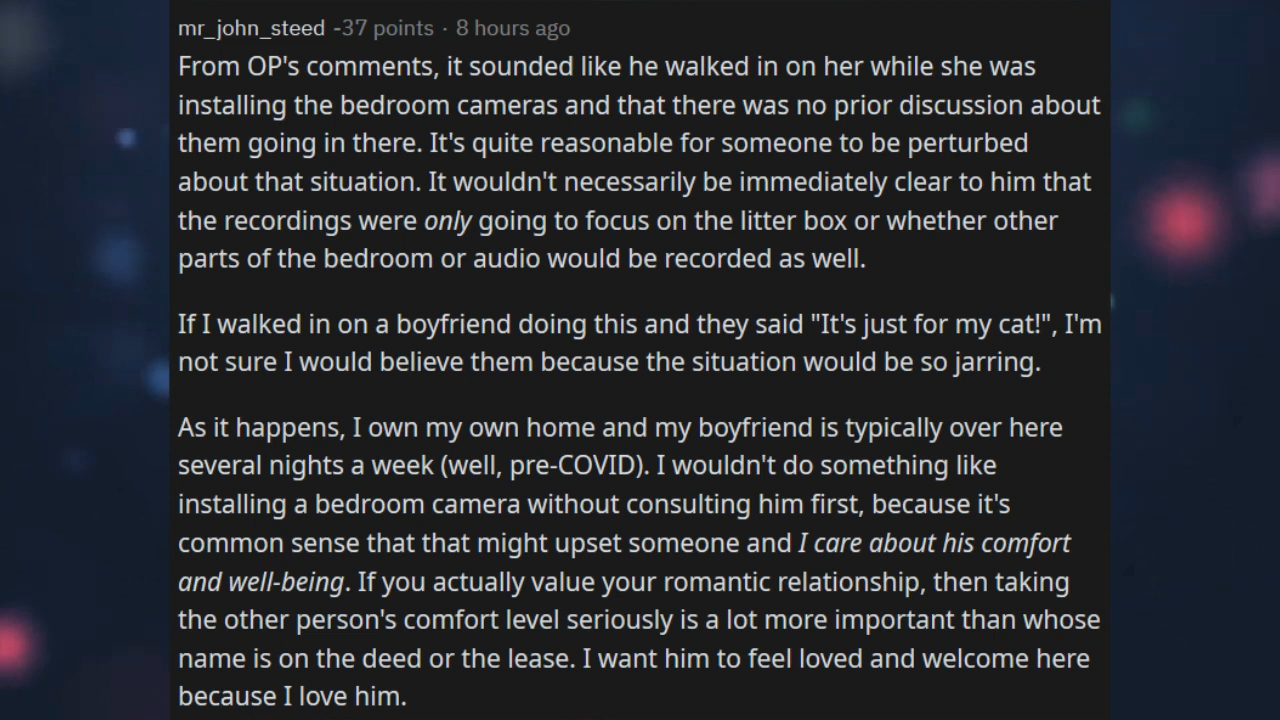 mr_john_steed -37 points · 8 hours ago
From OP's comments, it sounded like he walked in on her while she was
installing the bedroom cameras and that there was no prior discussion about
them going in there. It's quite reasonable for someone to be perturbed
about that situation. It wouldn't necessarily be immediately clear to him that
the recordings were only going to focus on the litter box or whether other
parts of the bedroom or audio would be recorded as well.
If I walked in on a boyfriend doing this and they said "It's just for my cat!", I'm
not sure I would believe them because the situation would be so jarring.
As it happens, I own my own home and my boyfriend is typically over here
several nights a week (well, pre-COVID). I wouldn't do something like
installing a bedroom camera without consulting him first, because it's
common sense that that might upset someone and I care about his comfort
and well-being. If you actually value your romantic relationship, then taking
the other person's comfort level seriously is a lot more important than whose
name is on the deed or the lease. I want him to feel loved and welcome here
because I love him.